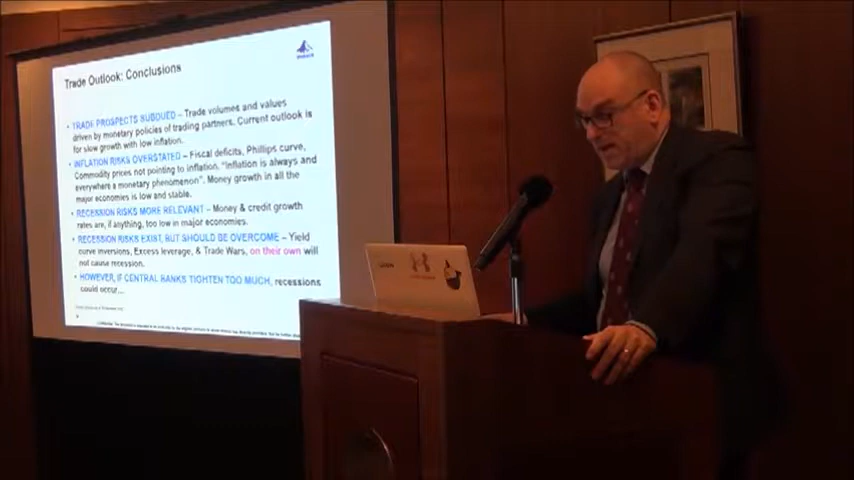 Trade Outlook: Conclusions
• TRADE PROSPECTS SUBDUED – Trade volumes and values
driven by monetary policies of trading partners. Current outlook is
for slow growth with low inflation.
• INFLATION RISKS OVERSTATED – Fiscal deficits, Phillips curve,
Commodity prices not pointing to inflation. "Inflation is always and
everywhere a monetary phenomenon". Money growth in all the
major economies is low and stable.
• RECESSION RISKS MORE RELEVANT – Money & credit growth
rates are, if anything, too low in major economies.
• RECESSION RISKS EXIST, BUT SHOULD BE OVERCOME – Yield
curve inversions, Excess leverage, & Trade Wars, on their own will
not cause recession.
• HOWEVER, IF CENTRAL BANKS TIGHTEN TOO MUCH, recessions
could occur...